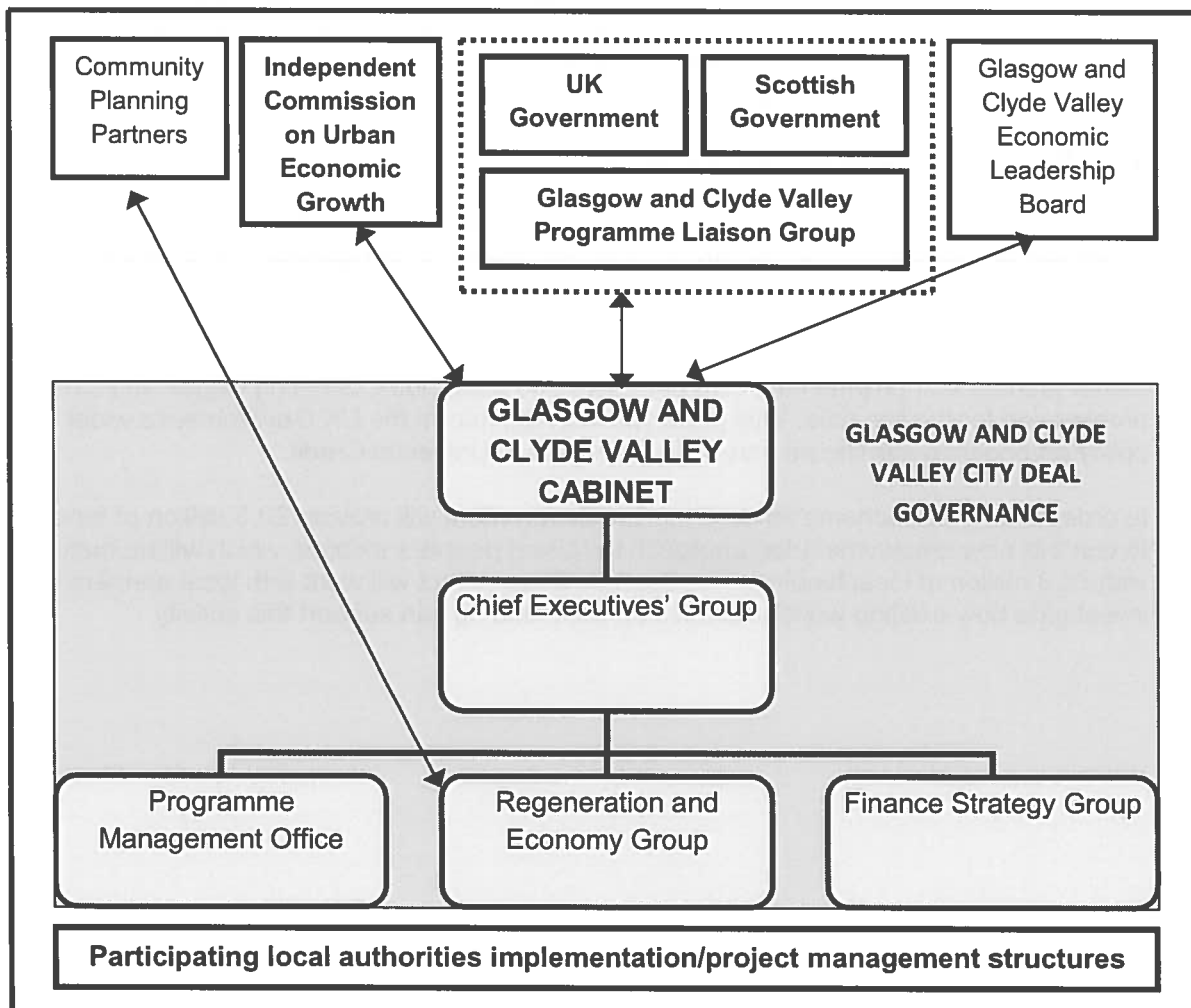 Community
Planning
Partners
Independent
Commission
on Urban
Economic
Growth
UK
Government
Scottish
Government
Glasgow and Clyde Valley
Programme Liaison Group
Glasgow and
Clyde Valley
Economic
Leadership
Board
GLASGOW AND
CLYDE VALLEY
CABINET
GLASGOW AND CLYDE
VALLEY CITY DEAL
GOVERNANCE
Chief Executives' Group
Programme
Management Office
Regeneration and
Economy Group
Finance Strategy Group
Participating local authorities implementation/project management structures